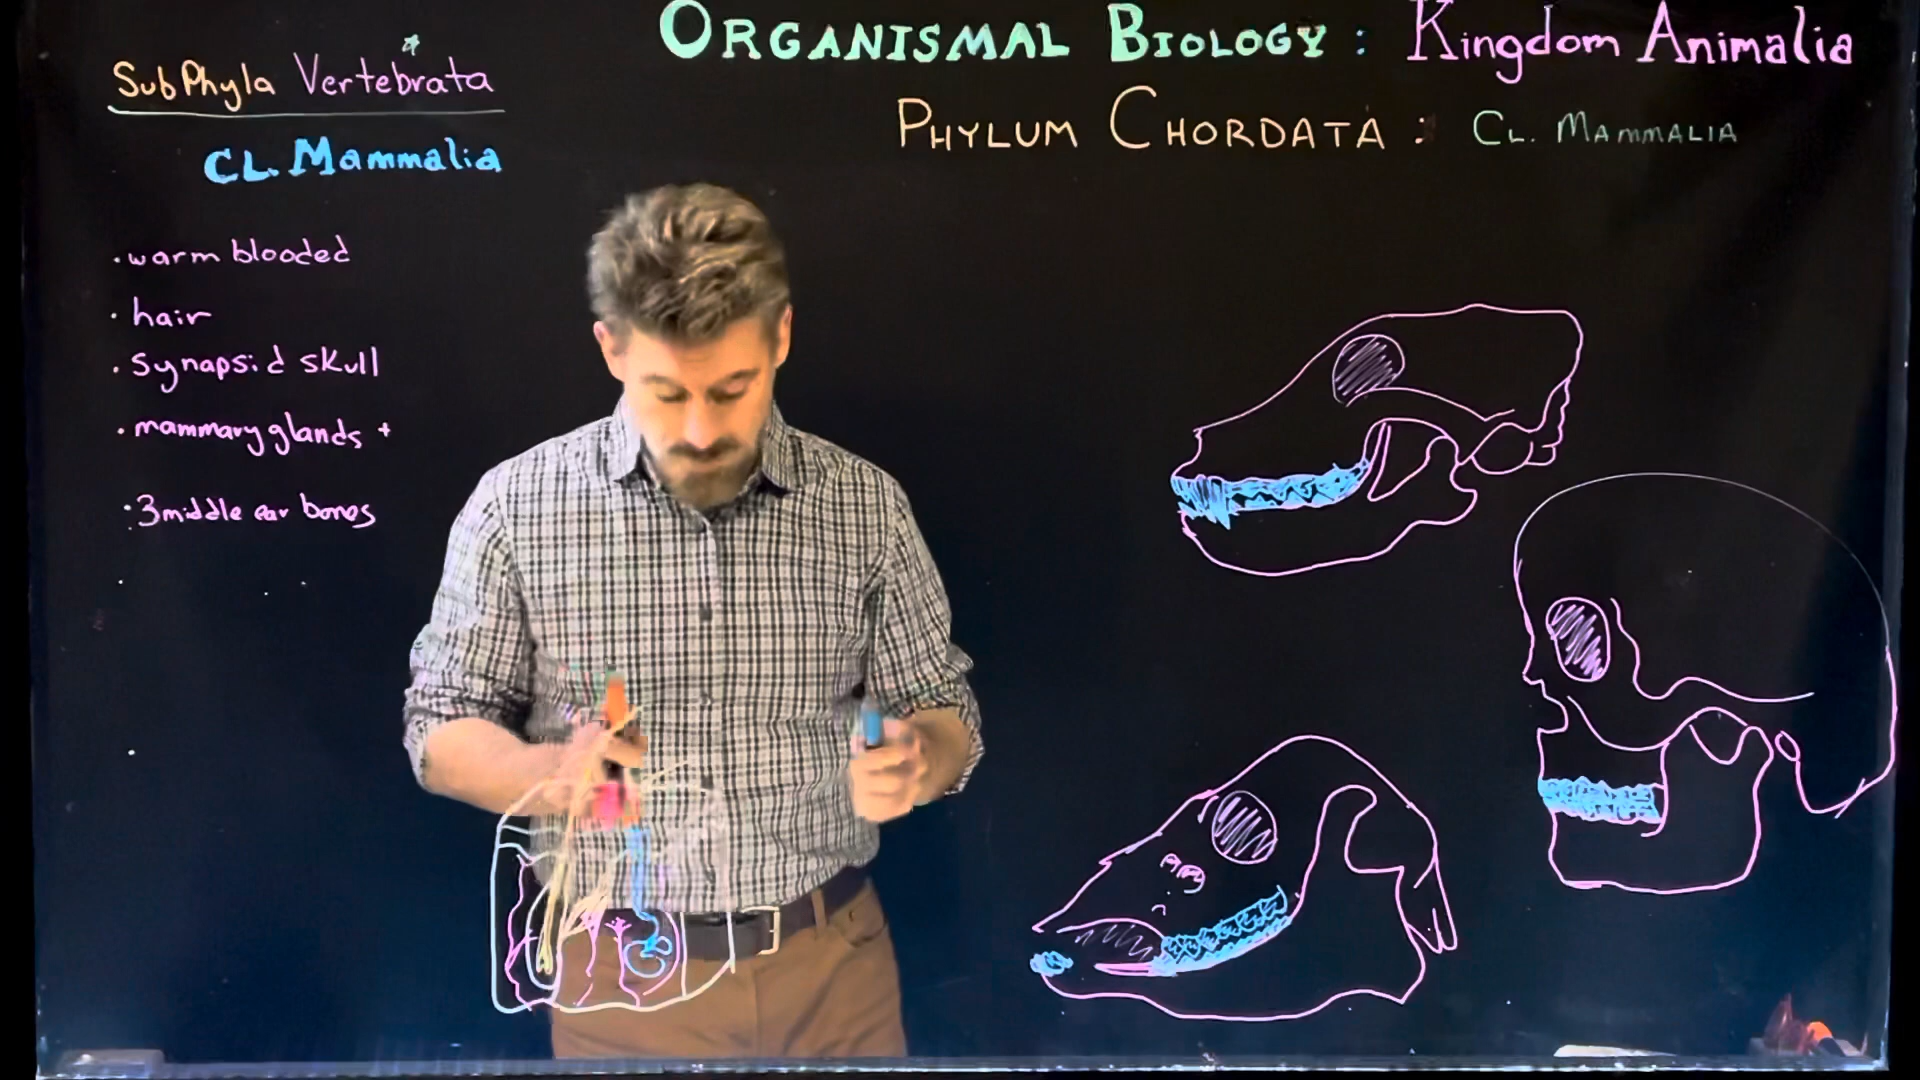 ORGANISMAL BIOLOGY : Kingdom Animalia
PHYLUM CHORDATA : CL. MAMMALIA
SubPhyla Vertebrata
CL. Mammalia
· warm blooded
· hair
· synapsid skull
· mammary glands +
· 3 middle ear bones